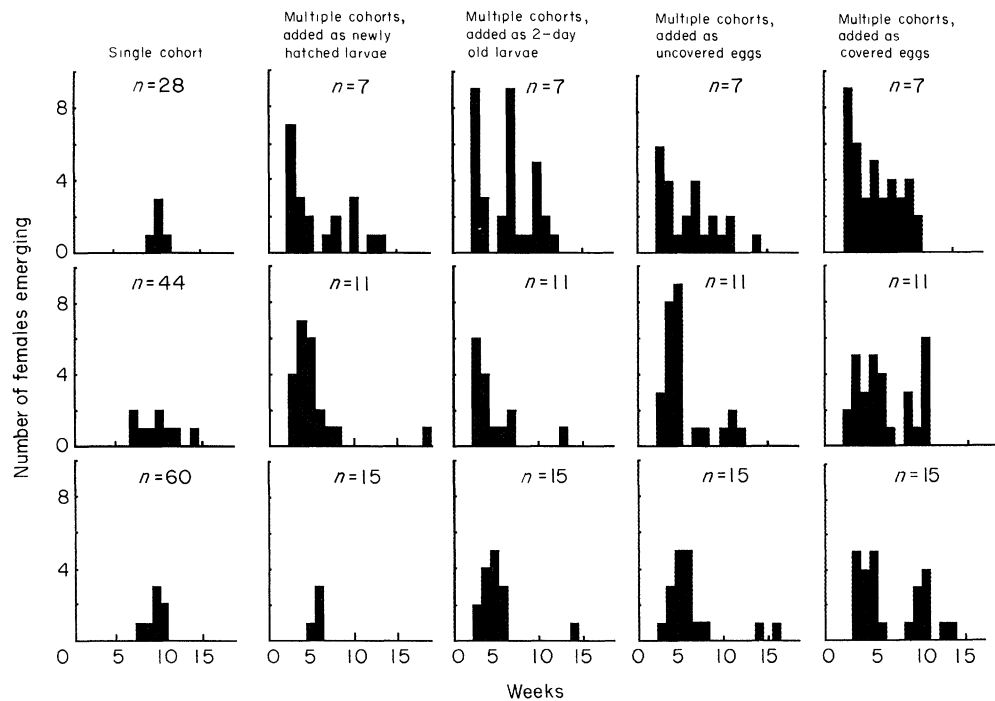 Single cohort
Multiple cohorts,
added as newly
hatched larvae
Multiple cohorts,
added as 2-day
old larvae
Multiple cohorts,
added as
uncovered eggs
Multiple cohorts,
added as
covered eggs
n=28
n=7
n=7
n=7
n=7
8
4
0
n=44
n=11
n=11
n=11
n=11
8
4
0
n=60
n=15
n=15
n=15
n=15
8
4
0 5 10 15
0 5 10 15
0 5 10 15
0 5 10 15
0 5 10 15
Number of females emerging
Weeks